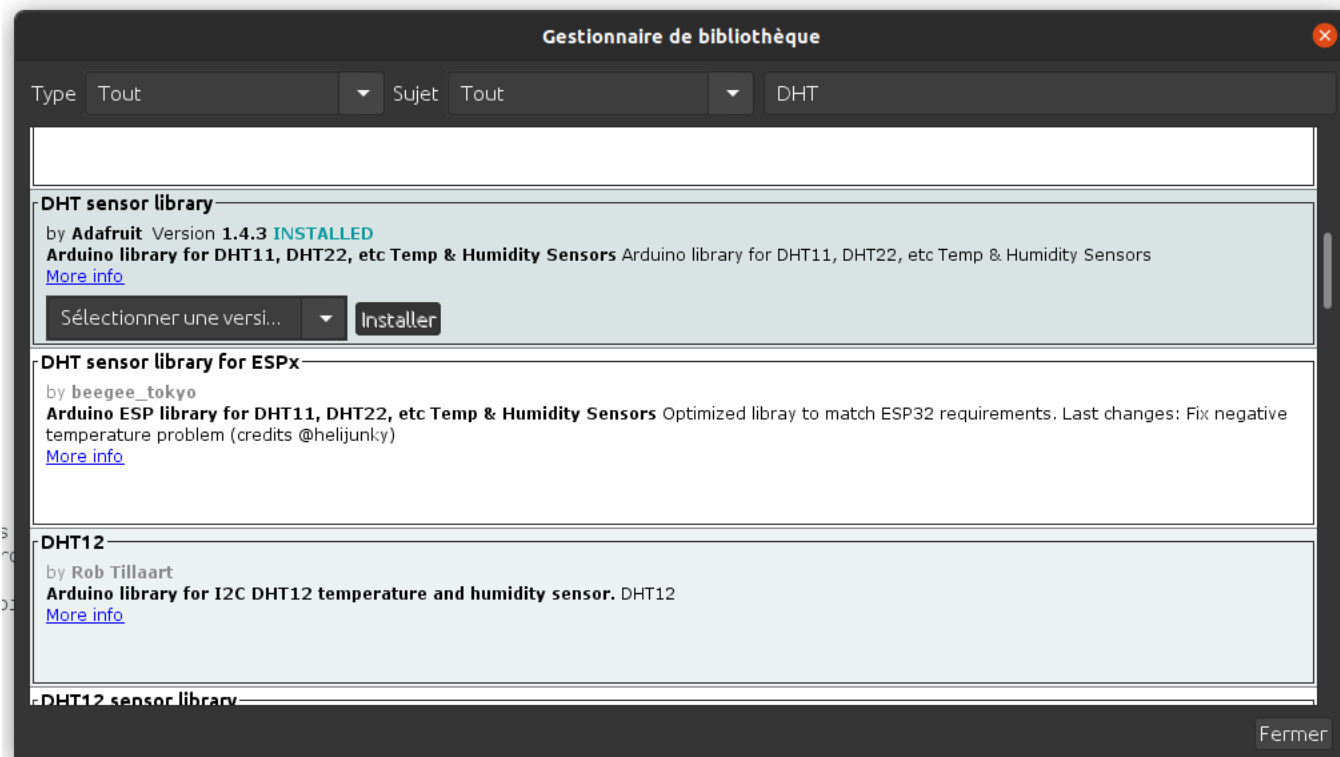 Gestionnaire de bibliothèque
Type Tout Sujet Tout DHT
DHT sensor library
by Adafruit Version 1.4.3 INSTALLED
Arduino library for DHT11, DHT22, etc Temp & Humidity Sensors Arduino library for DHT11, DHT22, etc Temp & Humidity Sensors
More info
Sélectionner une versi... Installer
DHT sensor library for ESPx
by beegee_tokyo
Arduino ESP library for DHT11, DHT22, etc Temp & Humidity Sensors Optimized libray to match ESP32 requirements. Last changes: Fix negative
temperature problem (credits @helijunky)
More info
DHT12
by Rob Tillaart
Arduino library for I2C DHT12 temperature and humidity sensor. DHT12
More info
DHT12 sensor library
Fermer